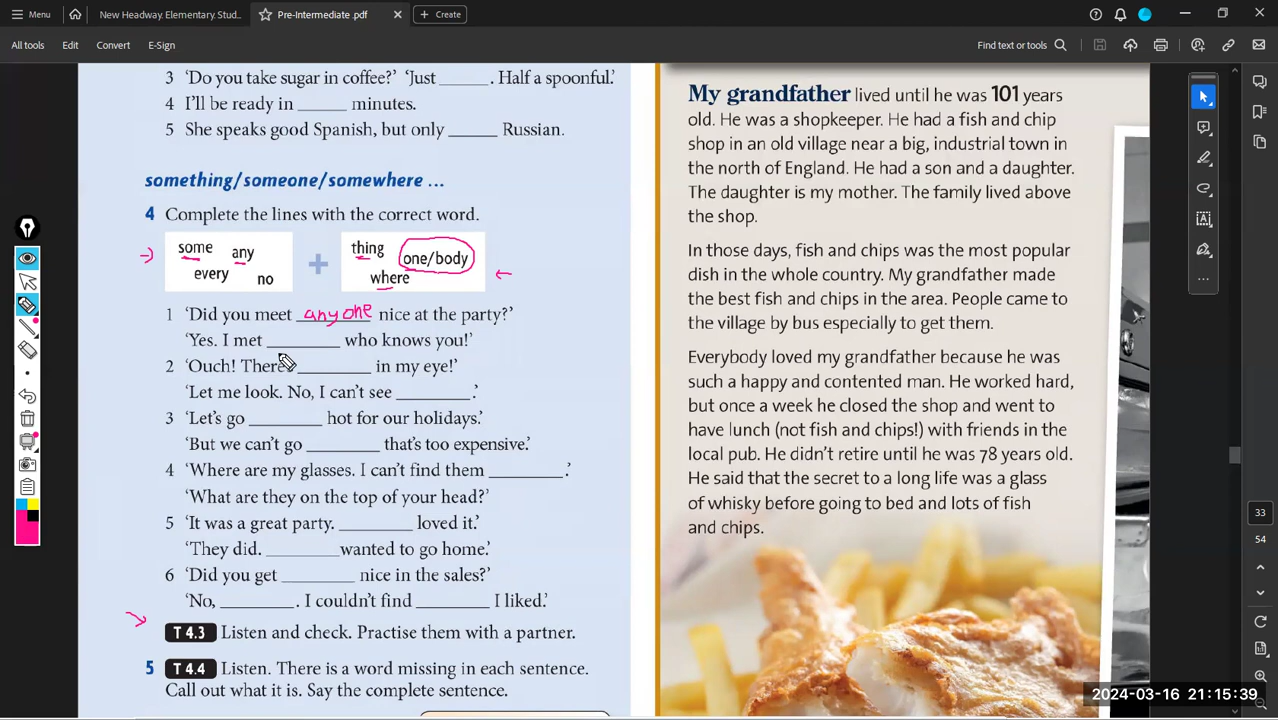 Menu
New Headway. Elementary. Stud...
Pre-Intermediate .pdf
Create
All tools Edit Convert E-Sign
Find text or tools
3 'Do you take sugar in coffee?' 'Just _____. Half a spoonful.'
4 I'll be ready in _____ minutes.
5 She speaks good Spanish, but only _____ Russian.
something/someone/somewhere ...
4 Complete the lines with the correct word.
some any
every no
+
thing one/body
where
1 'Did you meet anyone nice at the party?'
'Yes. I met ________ who knows you!'
2 'Ouch! There ________ in my eye!'
'Let me look. No, I can't see ________.'
3 'Let's go ________ hot for our holidays.'
'But we can't go ________ that's too expensive.'
4 'Where are my glasses. I can't find them ________.'
'What are they on the top of your head?'
5 'It was a great party. ________ loved it.'
'They did. ________ wanted to go home.'
6 'Did you get ________ nice in the sales?'
'No, ________. I couldn't find ________ I liked.'
T 4.3 Listen and check. Practise them with a partner.
5 T 4.4 Listen. There is a word missing in each sentence.
Call out what it is. Say the complete sentence.
My grandfather lived until he was 101 years
old. He was a shopkeeper. He had a fish and chip
shop in an old village near a big, industrial town in
the north of England. He had a son and a daughter.
The daughter is my mother. The family lived above
the shop.
In those days, fish and chips was the most popular
dish in the whole country. My grandfather made
the best fish and chips in the area. People came to
the village by bus especially to get them.
Everybody loved my grandfather because he was
such a happy and contented man. He worked hard,
but once a week he closed the shop and went to
have lunch (not fish and chips!) with friends in the
local pub. He didn't retire until he was 78 years old.
He said that the secret to a long life was a glass
of whisky before going to bed and lots of fish
and chips.
33
54
2024-03-16 21:15:39